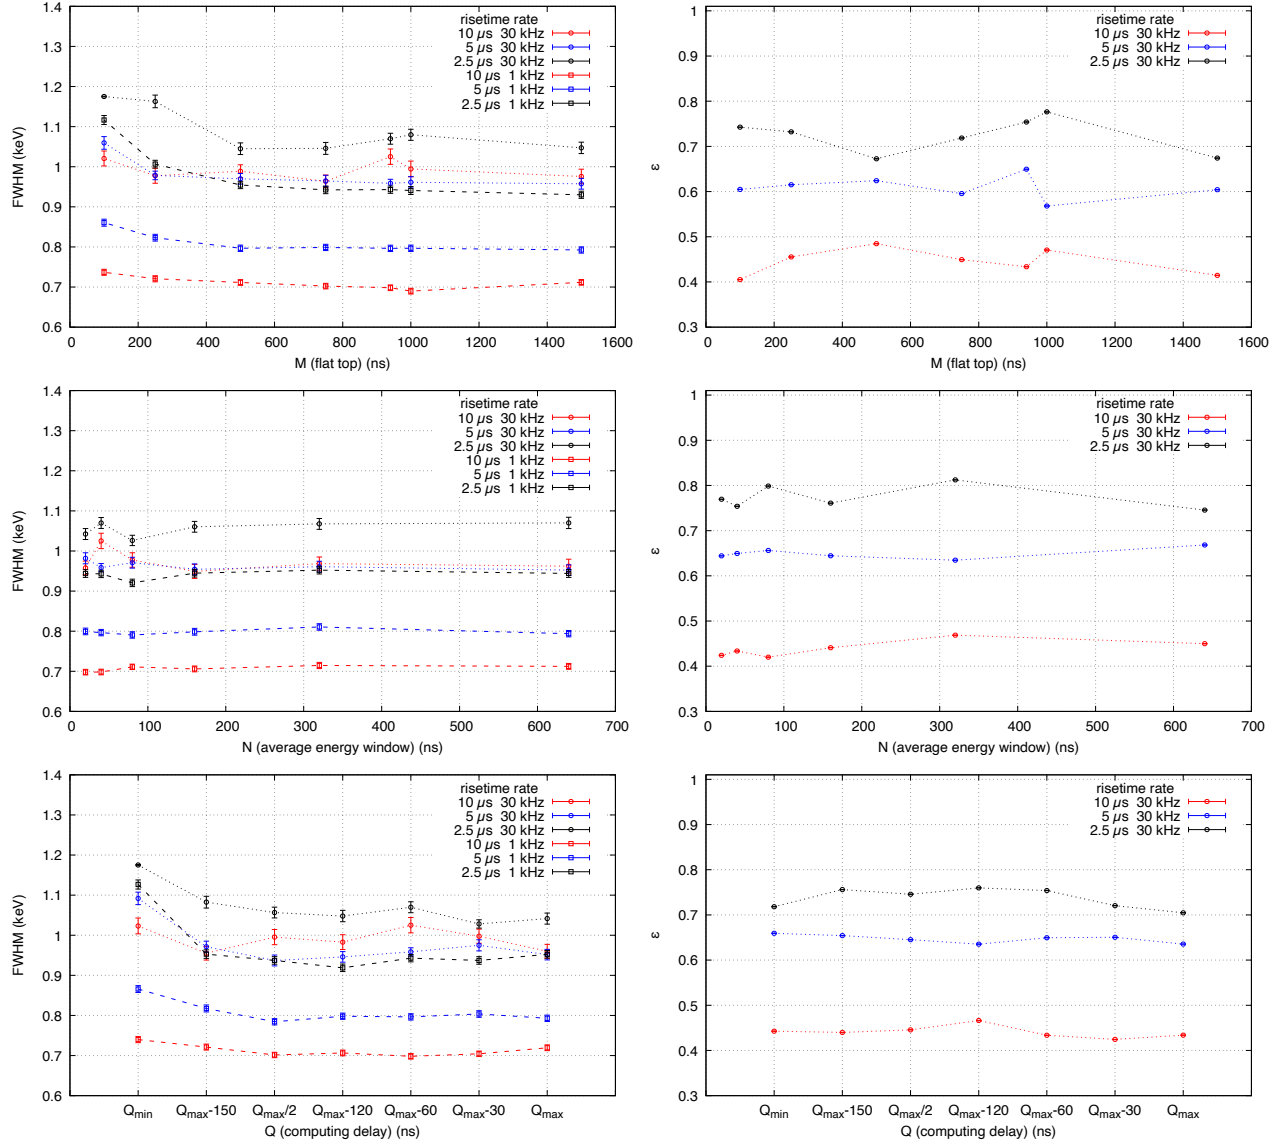 1.4
1.3
1.2
1.1
1
0.9
0.8
0.7
0.6
FWHM (keV)
0 200 400 600 800 1000 1200 1400 1600
M (flat top) (ns)
risetime rate
10 µs 30 kHz
5 µs 30 kHz
2.5 µs 30 kHz
10 µs 1 kHz
5 µs 1 kHz
2.5 µs 1 kHz
1
0.9
0.8
0.7
0.6
0.5
0.4
0.3
ε
0 200 400 600 800 1000 1200 1400 1600
M (flat top) (ns)
risetime rate
10 µs 30 kHz
5 µs 30 kHz
2.5 µs 30 kHz
1.4
1.3
1.2
1.1
1
0.9
0.8
0.7
0.6
FWHM (keV)
0 100 200 300 400 500 600 700
N (average energy window) (ns)
risetime rate
10 µs 30 kHz
5 µs 30 kHz
2.5 µs 30 kHz
10 µs 1 kHz
5 µs 1 kHz
2.5 µs 1 kHz
1
0.9
0.8
0.7
0.6
0.5
0.4
0.3
ε
0 100 200 300 400 500 600 700
N (average energy window) (ns)
risetime rate
10 µs 30 kHz
5 µs 30 kHz
2.5 µs 30 kHz
1.4
1.3
1.2
1.1
1
0.9
0.8
0.7
0.6
FWHM (keV)
Qmin Qmax-150 Qmax/2 Qmax-120 Qmax-60 Qmax-30 Qmax
Q (computing delay) (ns)
risetime rate
10 µs 30 kHz
5 µs 30 kHz
2.5 µs 30 kHz
10 µs 1 kHz
5 µs 1 kHz
2.5 µs 1 kHz
1
0.9
0.8
0.7
0.6
0.5
0.4
0.3
ε
Qmin Qmax-150 Qmax/2 Qmax-120 Qmax-60 Qmax-30 Qmax
Q (computing delay) (ns)
risetime rate
10 µs 30 kHz
5 µs 30 kHz
2.5 µs 30 kHz